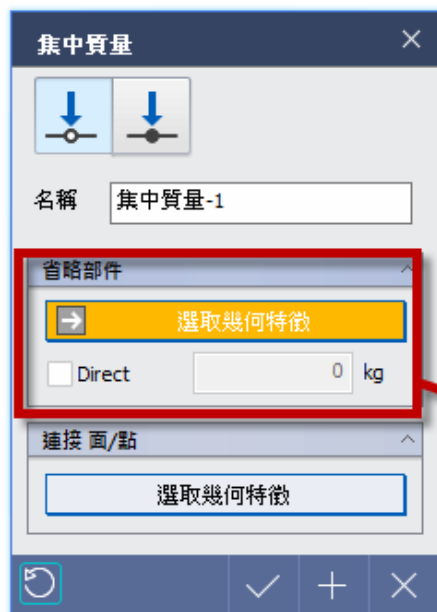 集中質量
名稱 集中質量-1
省略部件
選取幾何特徵
Direct 0 kg
連接 面/點
選取幾何特徵